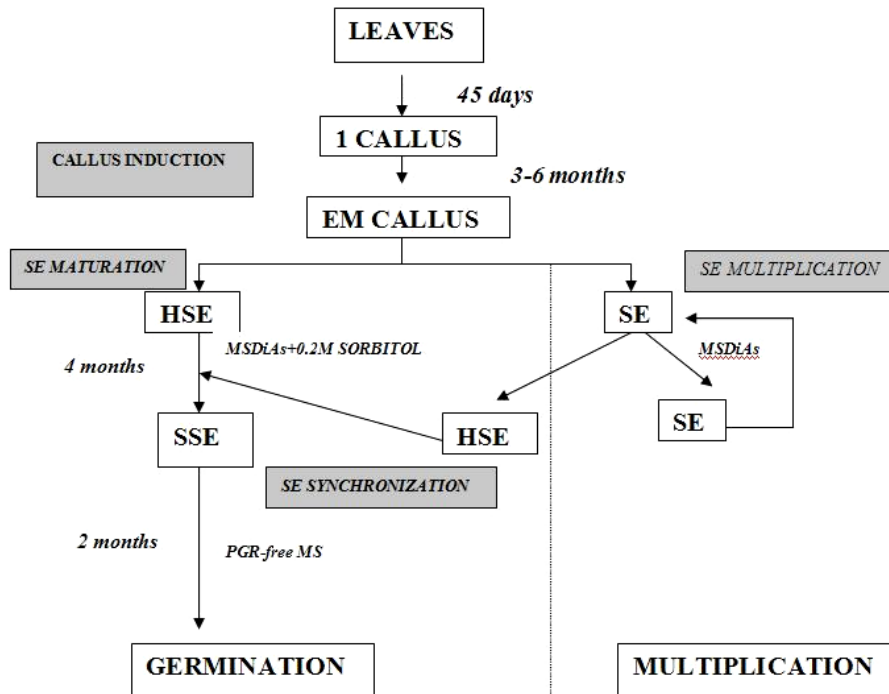 LEAVES
45 days
1 CALLUS
CALLUS INDUCTION
3-6 months
EM CALLUS
SE MATURATION
SE MULTIPLICATION
HSE
SE
MSDiAs+0.2M SORBITOL
MSDiAs
4 months
SSE
HSE
SE
SE SYNCHRONIZATION
2 months
PGR-free MS
GERMINATION
MULTIPLICATION